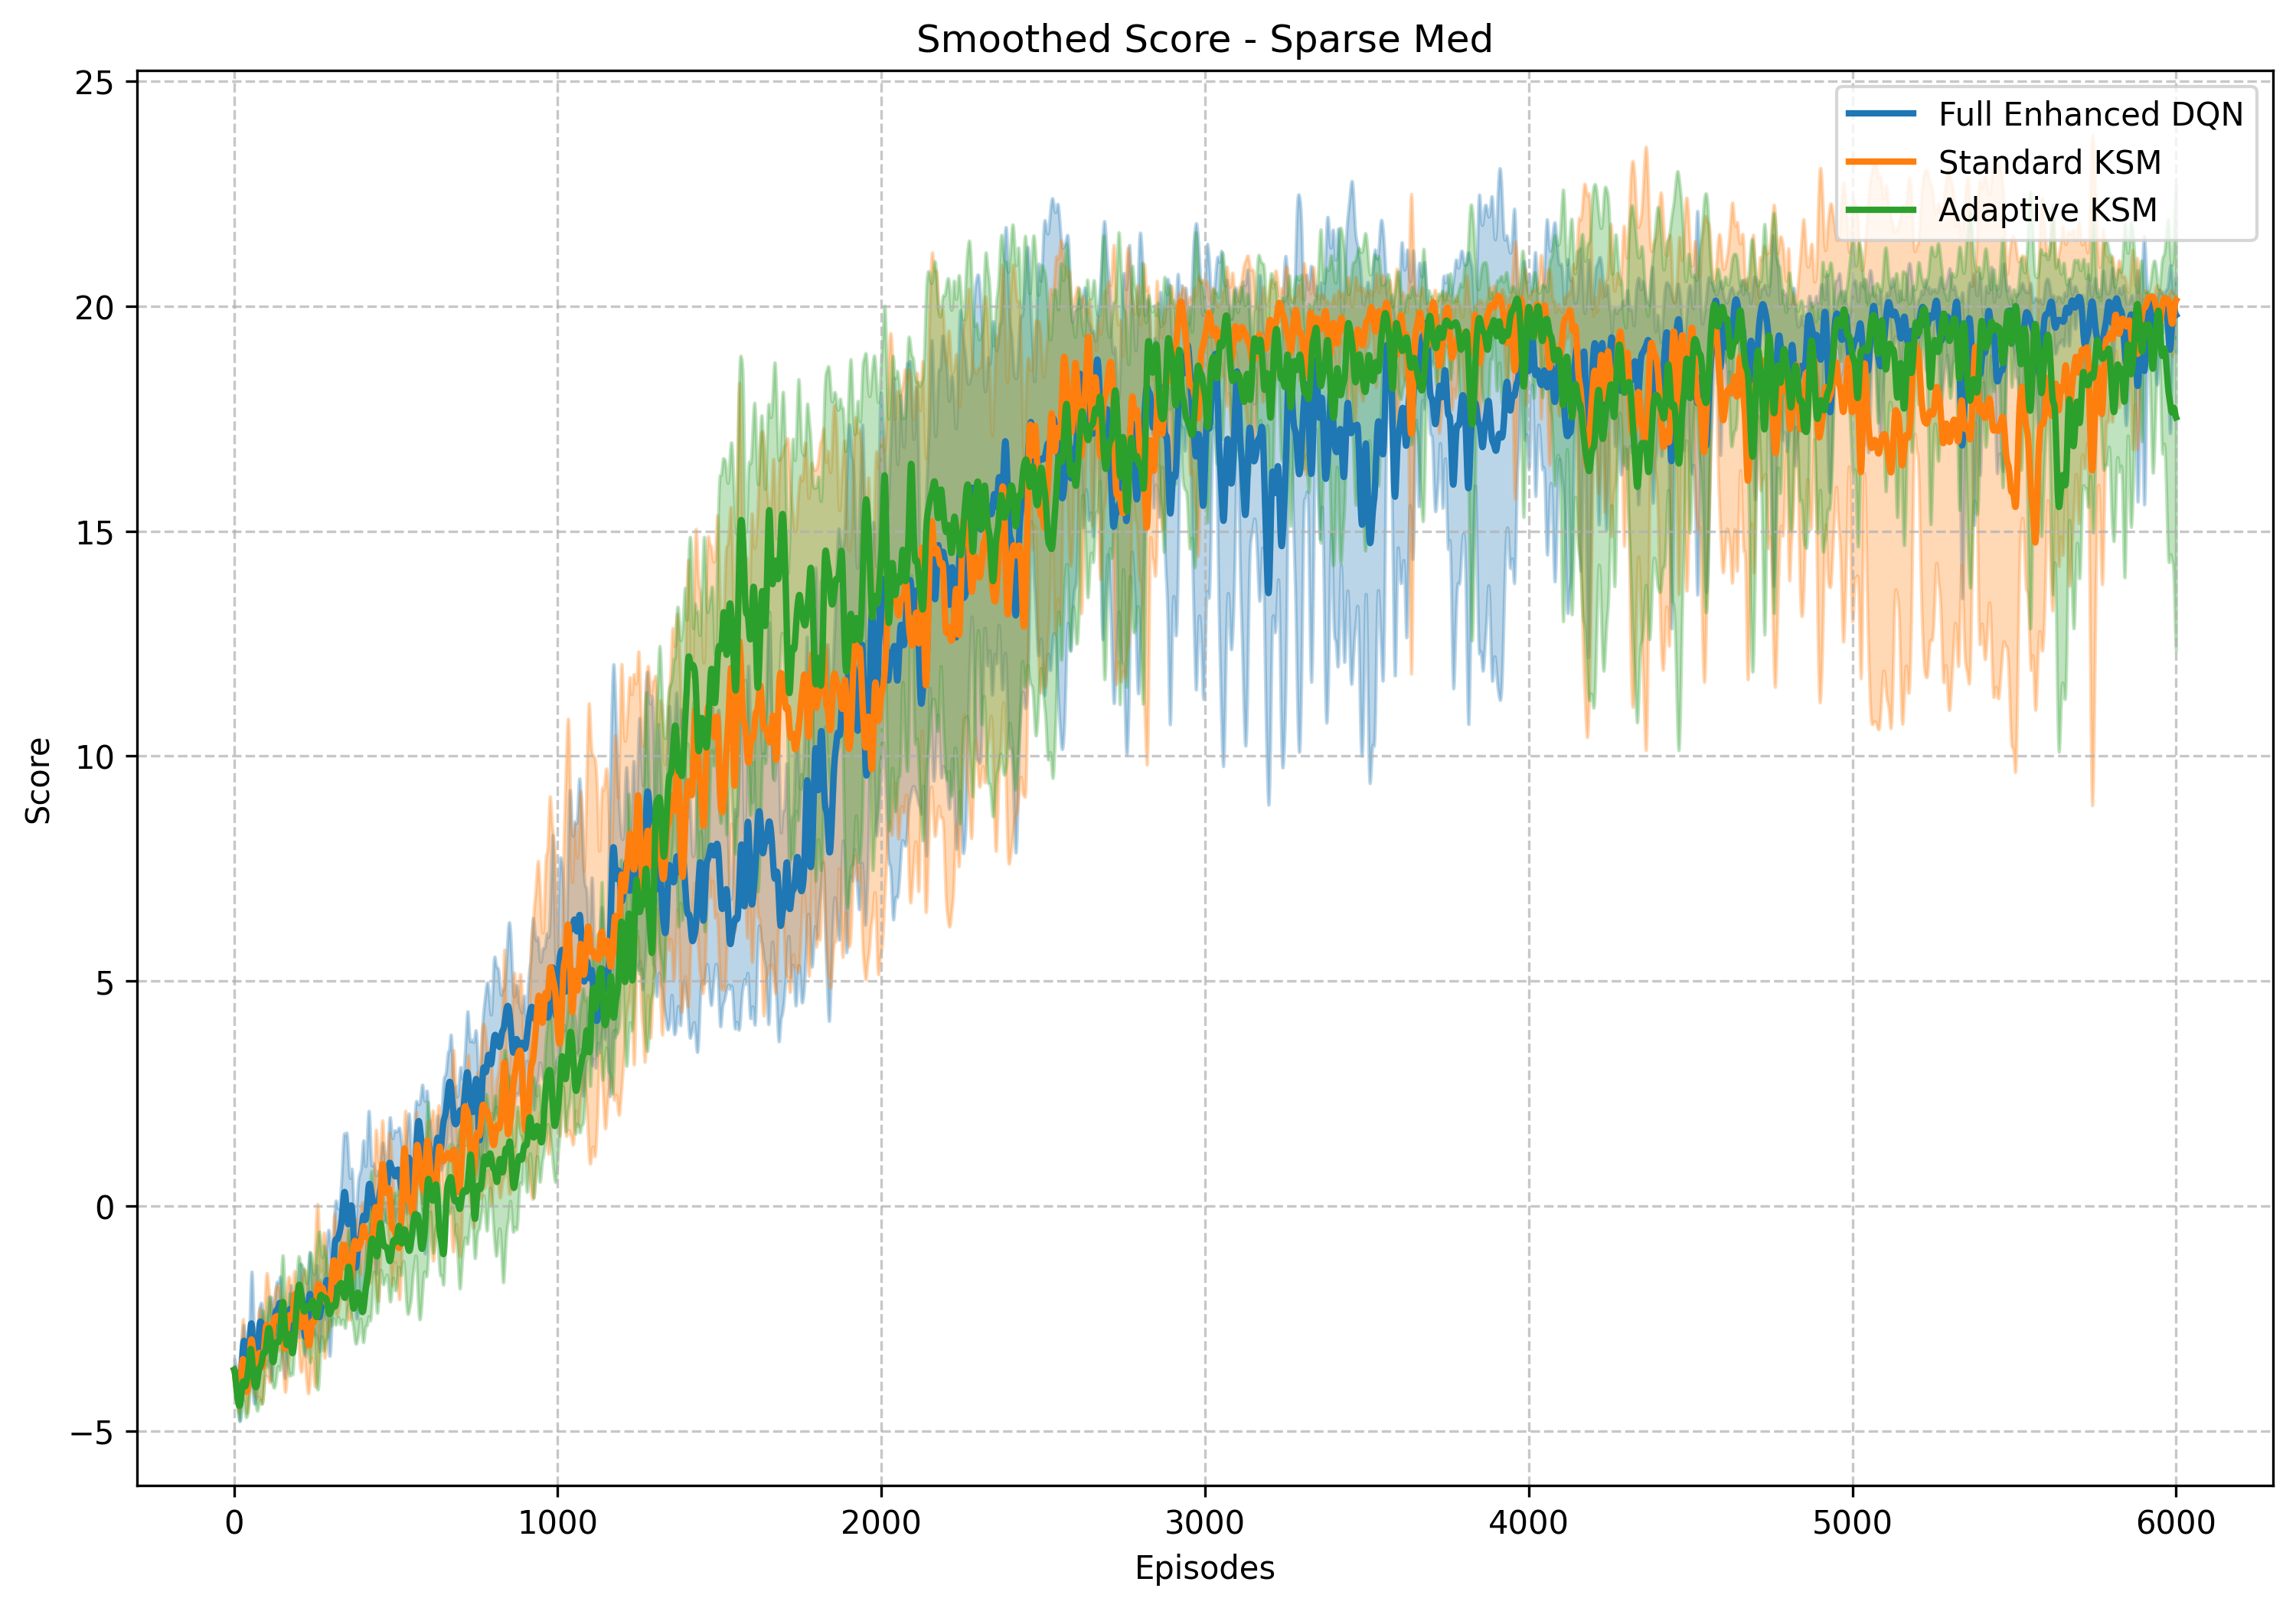 Smoothed Score - Sparse Med
25
20
15
10
5
0
−5
Score
Full Enhanced DQN
Standard KSM
Adaptive KSM
0 1000 2000 3000 4000 5000 6000
Episodes